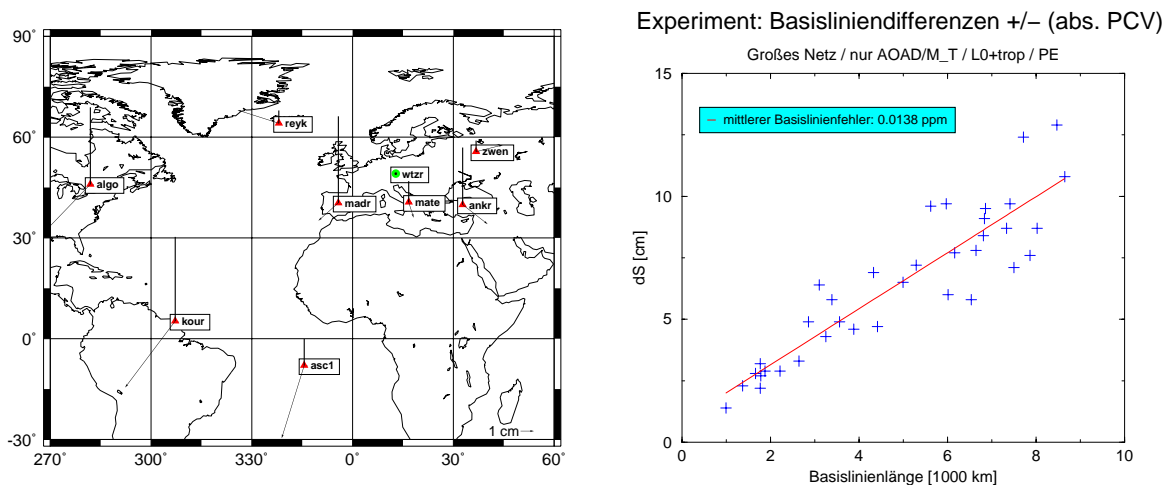 90°
60°
30°
0°
-30°
270°
300°
330°
0°
30°
60°
reyk
zwen
wtzr
algo
madr
mate
ankr
kour
asc1
1 cm
Experiment: Basisliniendifferenzen +/− (abs. PCV)
Großes Netz / nur AOAD/M_T / L0+trop / PE
mittlerer Basislinienfehler: 0.0138 ppm
dS [cm]
15
10
5
0
0 2 4 6 8 10
Basislinienlänge [1000 km]